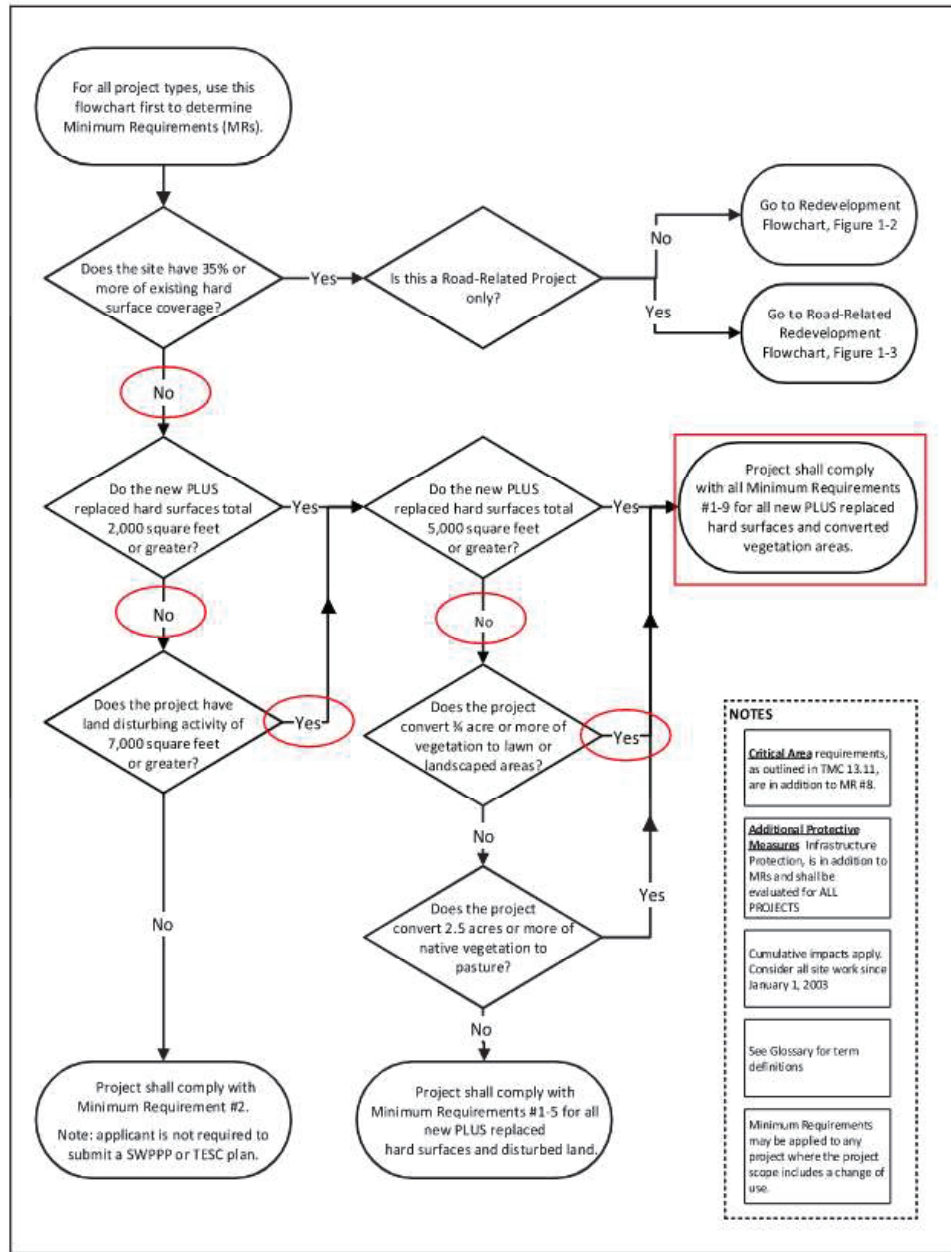 For all project types, use this
flowchart first to determine
Minimum Requirements (MRs).
Does the site have 35% or
more of existing hard
surface coverage?
Yes
Is this a Road-Related Project
only?
No
Go to Redevelopment
Flowchart, Figure 1-2
Yes
Go to Road-Related
Redevelopment
Flowchart, Figure 1-3
No
Do the new PLUS
replaced hard surfaces total
2,000 square feet
or greater?
Yes
Do the new PLUS
replaced hard surfaces total
5,000 square feet
or greater?
Yes
Project shall comply
with all Minimum Requirements
#1-9 for all new PLUS replaced
hard surfaces and converted
vegetation areas.
No
No
Does the project have
land disturbing activity of
7,000 square feet
or greater?
Yes
Does the project
convert ¾ acre or more of
vegetation to lawn or
landscaped areas?
Yes
No
No
Does the project
convert 2.5 acres or more of
native vegetation to
pasture?
Yes
No
Project shall comply with
Minimum Requirement #2.
Note: applicant is not required to
submit a SWPPP or TESC plan.
Project shall comply with
Minimum Requirements #1-5 for all
new PLUS replaced
hard surfaces and disturbed land.
NOTES
Critical Area requirements,
as outlined in TMC 13.11,
are in addition to MR #8.
Additional Protective
Measures Infrastructure
Protection, is in addition to
MRs and shall be
evaluated for ALL
PROJECTS
Cumulative impacts apply.
Consider all site work since
January 1, 2003
See Glossary for term
definitions
Minimum Requirements
may be applied to any
project where the project
scope includes a change of
use.